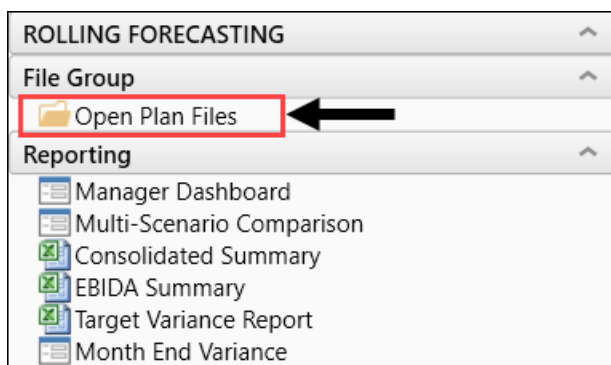 ROLLING FORECASTING
File Group
Open Plan Files
Reporting
Manager Dashboard
Multi-Scenario Comparison
Consolidated Summary
EBIDA Summary
Target Variance Report
Month End Variance